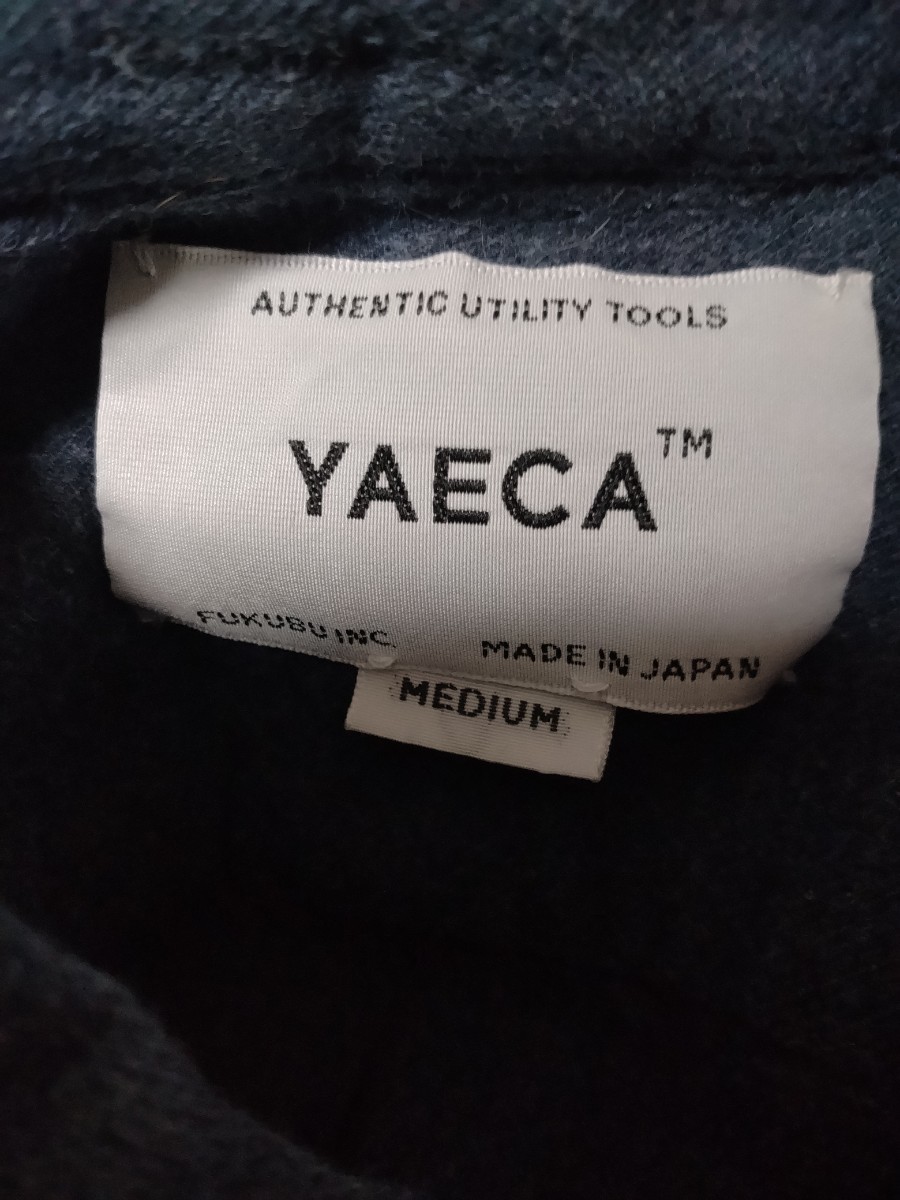 AUTHENTIC UTILITY TOOLS
YAECA™
FUKUBU INC. MADE IN JAPAN
MEDIUM